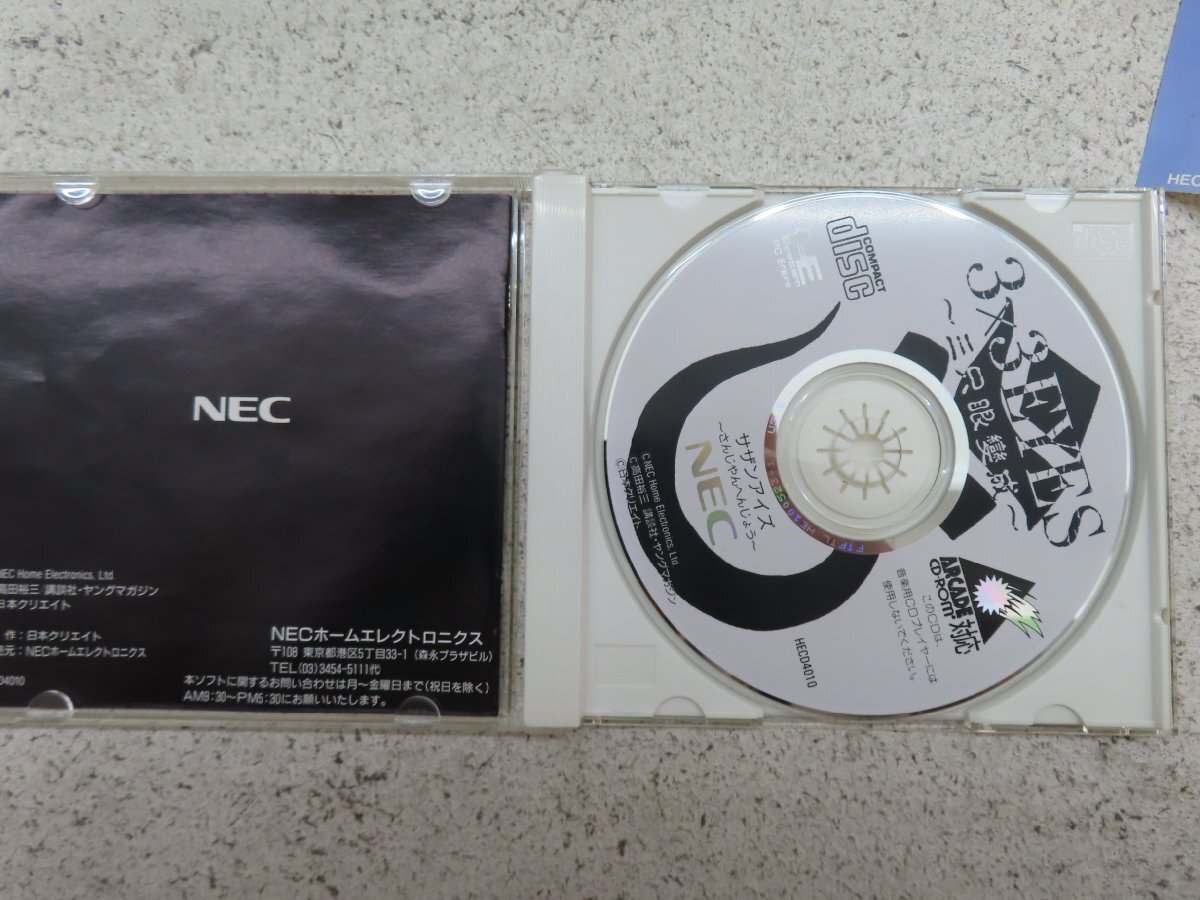 NEC
NEC Home Electronics, Ltd.
高田裕三 講談社・ヤングマガジン
日本クリエイト
作：日本クリエイト
売元：NECホームエレクトロニクス
D4010
NECホームエレクトロニクス
〒108 東京都港区5丁目33-1（森永プラザビル）
TEL(03)3454-5111代
本ソフトに関するお問い合わせは月〜金曜日まで(祝日を除く)
AM9:30〜PM5:30にお願いいたします。
COMPACT
disc
3×3EYES
〜三只眼變成〜
サザンアイズ
〜さんじやんへんじょう〜
NEC
C NEC Home Electronics, Ltd
C 高田裕三 講談社・ヤングマガジン
©日本クリエイト
ARCADE
CD-ROM² 対応
このCDは、
音楽用CDプレイヤーには
使用しないでください。
HECD4010
HEC
disc